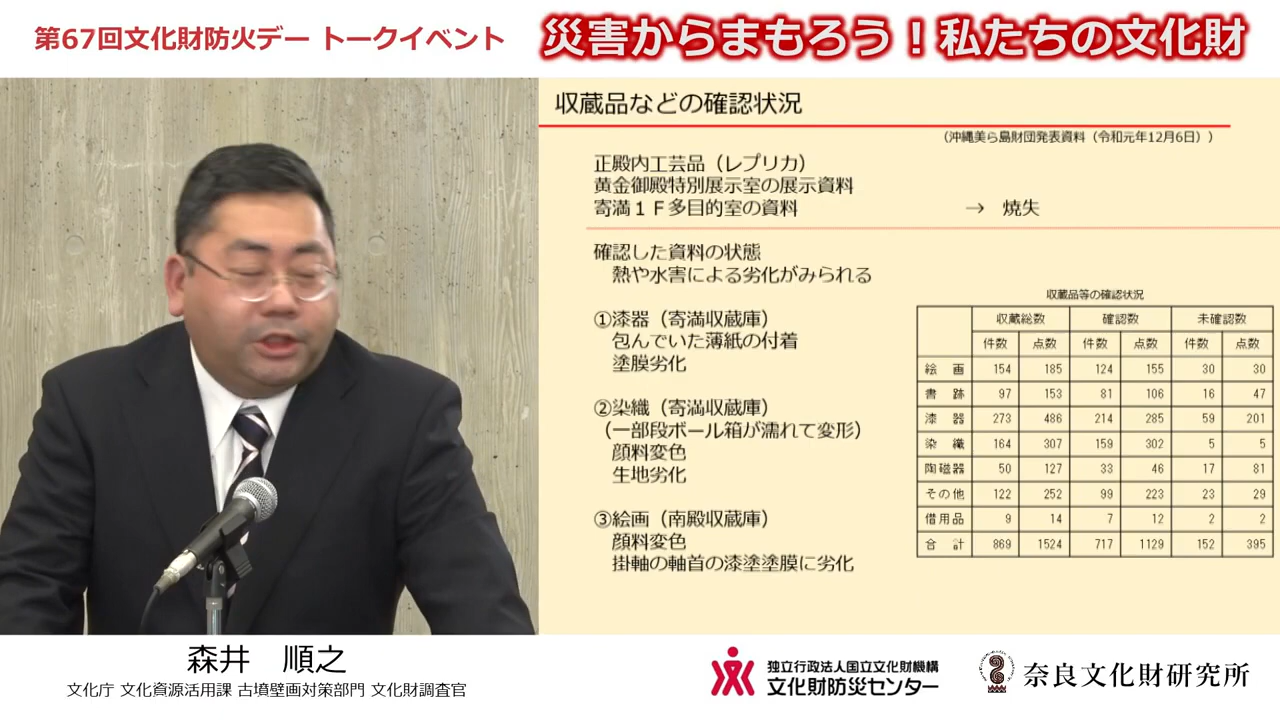 第67回文化財防火デー トークイベント 災害からまもろう！私たちの文化財
収蔵品などの確認状況
（沖縄美ら島財団発表資料（令和元年12月6日））
正殿内工芸品（レプリカ）
黄金御殿特別展示室の展示資料
寄満１Ｆ多目的室の資料 → 焼失
確認した資料の状態
熱や水害による劣化がみられる
①漆器（寄満収蔵庫）
包んでいた薄紙の付着
塗膜劣化
②染織（寄満収蔵庫）
（一部段ボール箱が濡れて変形）
顔料変色
生地劣化
③絵画（南殿収蔵庫）
顔料変色
掛軸の軸首の漆塗塗膜に劣化
収蔵品等の確認状況
収蔵総数 確認数 未確認数
件数 点数 件数 点数 件数 点数
絵画 154 185 124 155 30 30
書跡 97 153 81 106 16 47
漆器 273 486 214 285 59 201
染織 164 307 159 302 5 5
陶磁器 50 127 33 46 17 81
その他 122 252 99 223 23 29
借用品 9 14 7 12 2 2
合計 869 1524 717 1129 152 395
森井 順之
文化庁 文化資源活用課 古墳壁画対策部門 文化財調査官
独立行政法人国立文化財機構
文化財防災センター
奈良文化財研究所